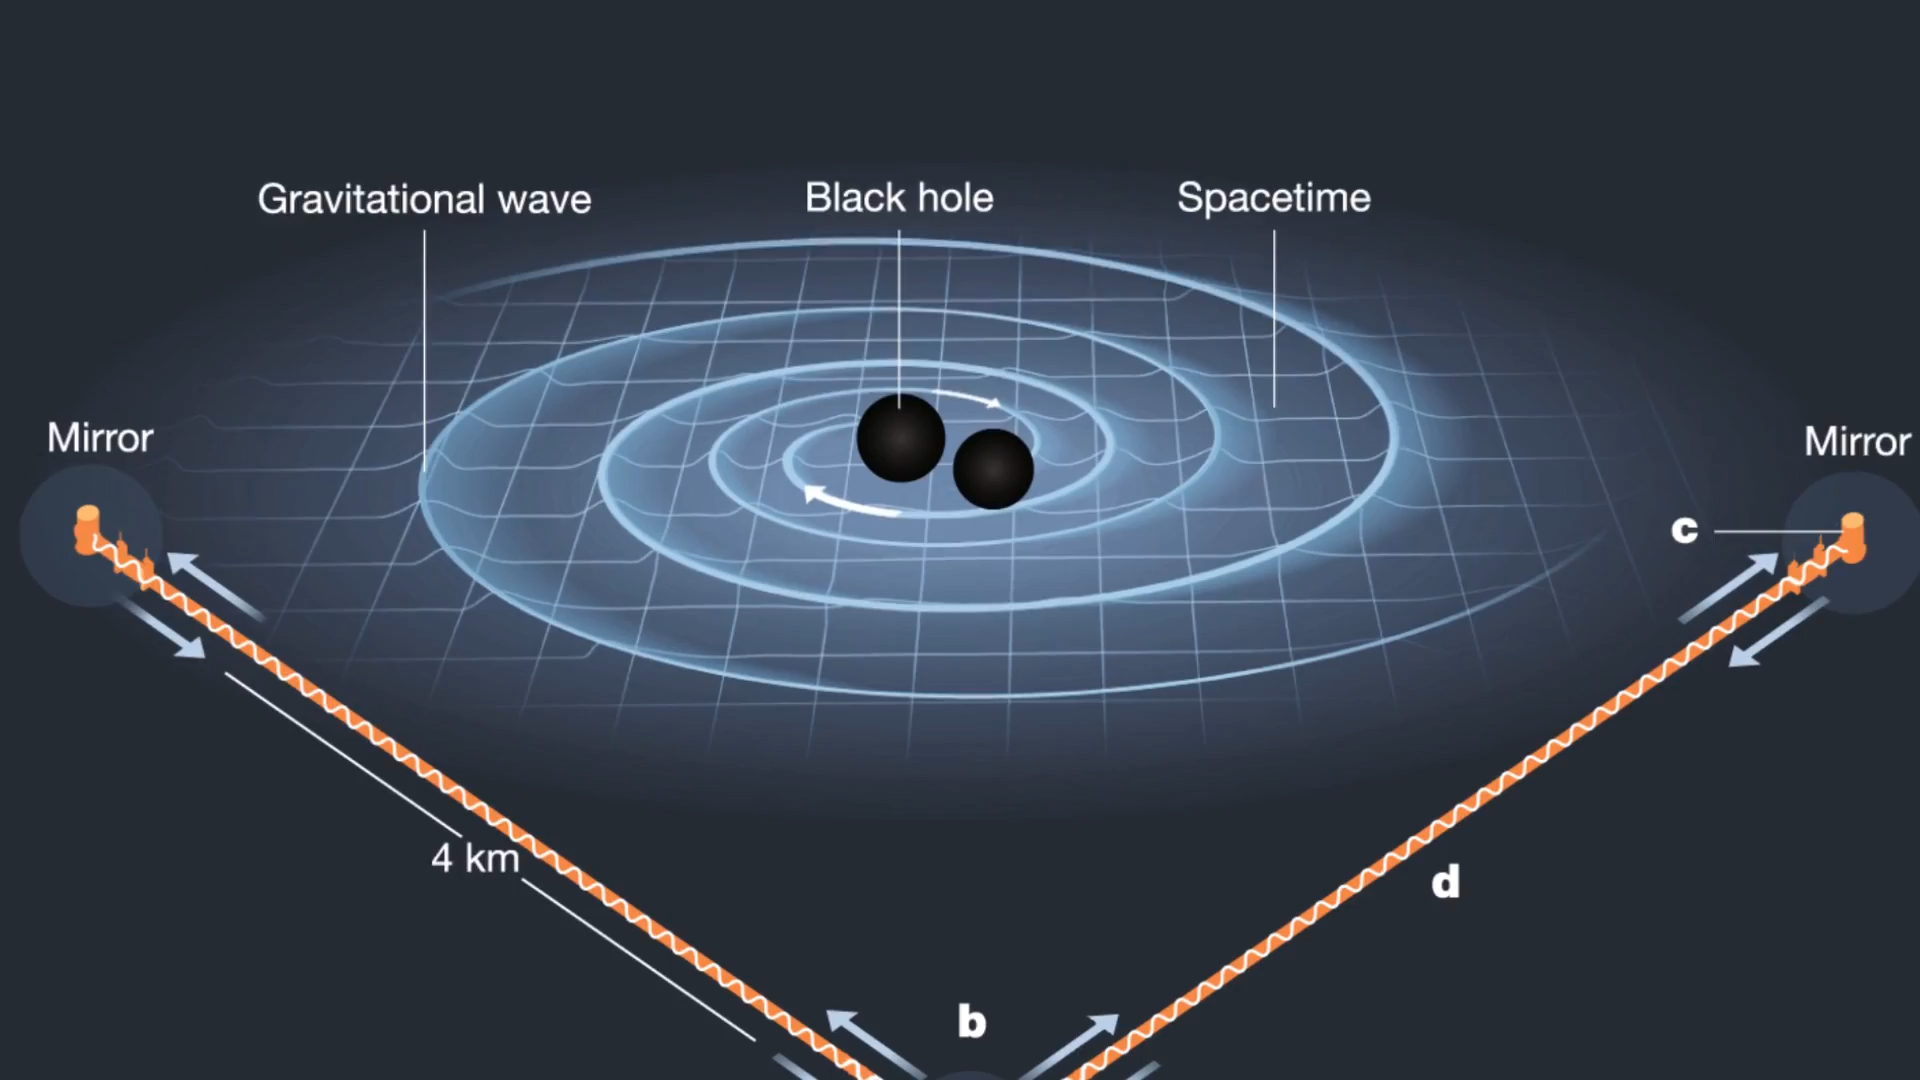 Gravitational wave
Black hole
Spacetime
Mirror
Mirror
c
4 km
d
b